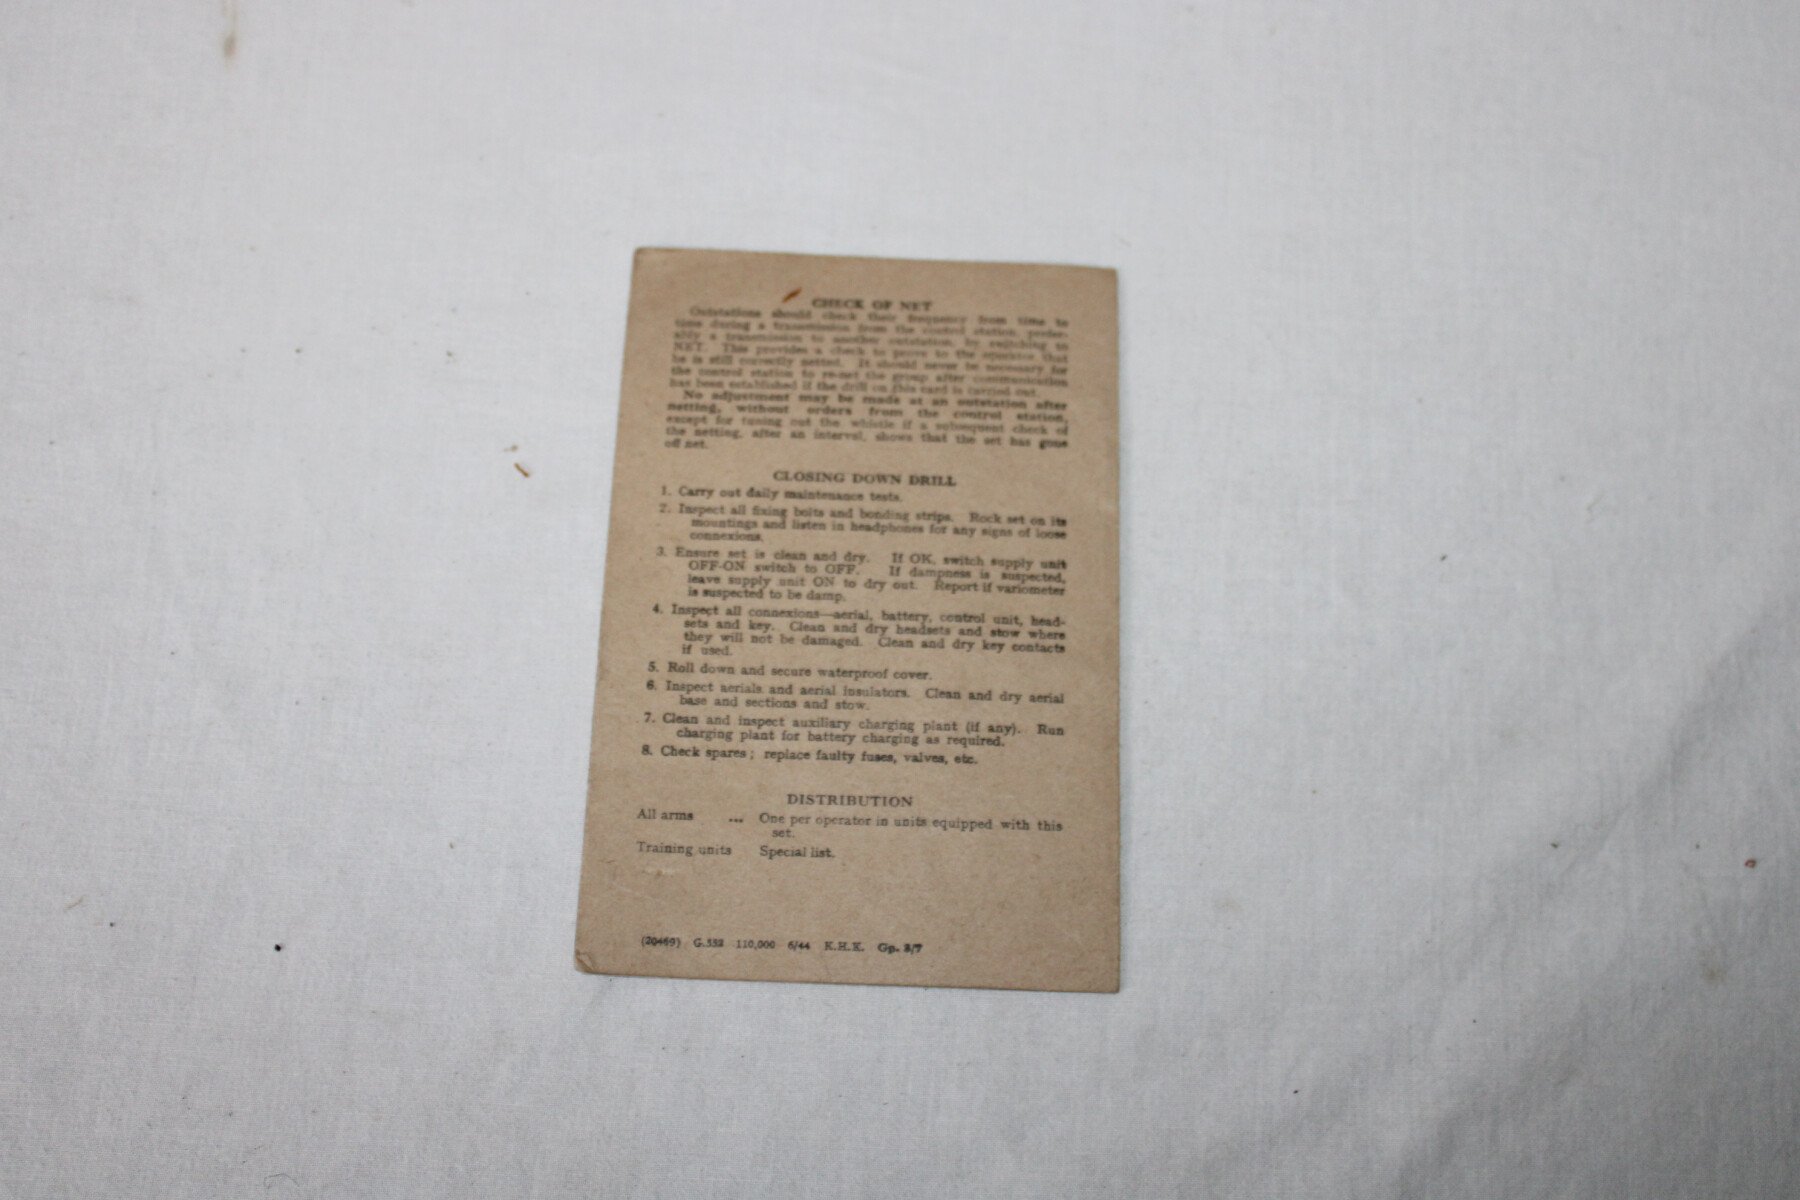 CHECK OF NET
Outstations should check their frequency from time to
time during a transmission from the control station, prefer-
ably a transmission to another outstation, by switching to
NET. This provides a check to prove to the operator that
he is still correctly netted. It should never be necessary for
the control station to re-net the group after communication
has been established if the drill on this card is carried out.
No adjustment may be made at an outstation after
netting, without orders from the control station,
except for tuning out the whistle if a subsequent check of
the netting, after an interval, shows that the set has gone
off net.
CLOSING DOWN DRILL
1. Carry out daily maintenance tests.
2. Inspect all fixing bolts and bonding strips. Rock set on its
mountings and listen in headphones for any signs of loose
connexions.
3. Ensure set is clean and dry. If OK, switch supply unit
OFF-ON switch to OFF. If dampness is suspected,
leave supply unit ON to dry out. Report if variometer
is suspected to be damp.
4. Inspect all connexions—aerial, battery, control unit, head-
sets and key. Clean and dry headsets and stow where
they will not be damaged. Clean and dry key contacts
if used.
5. Roll down and secure waterproof cover.
6. Inspect aerials and aerial insulators. Clean and dry aerial
base and sections and stow.
7. Clean and inspect auxiliary charging plant (if any). Run
charging plant for battery charging as required.
8. Check spares; replace faulty fuses, valves, etc.
DISTRIBUTION
All arms ... One per operator in units equipped with this
set.
Training units Special list.
(20469) G.552 110,000 6/44 K.H.K. Gp. 8/7